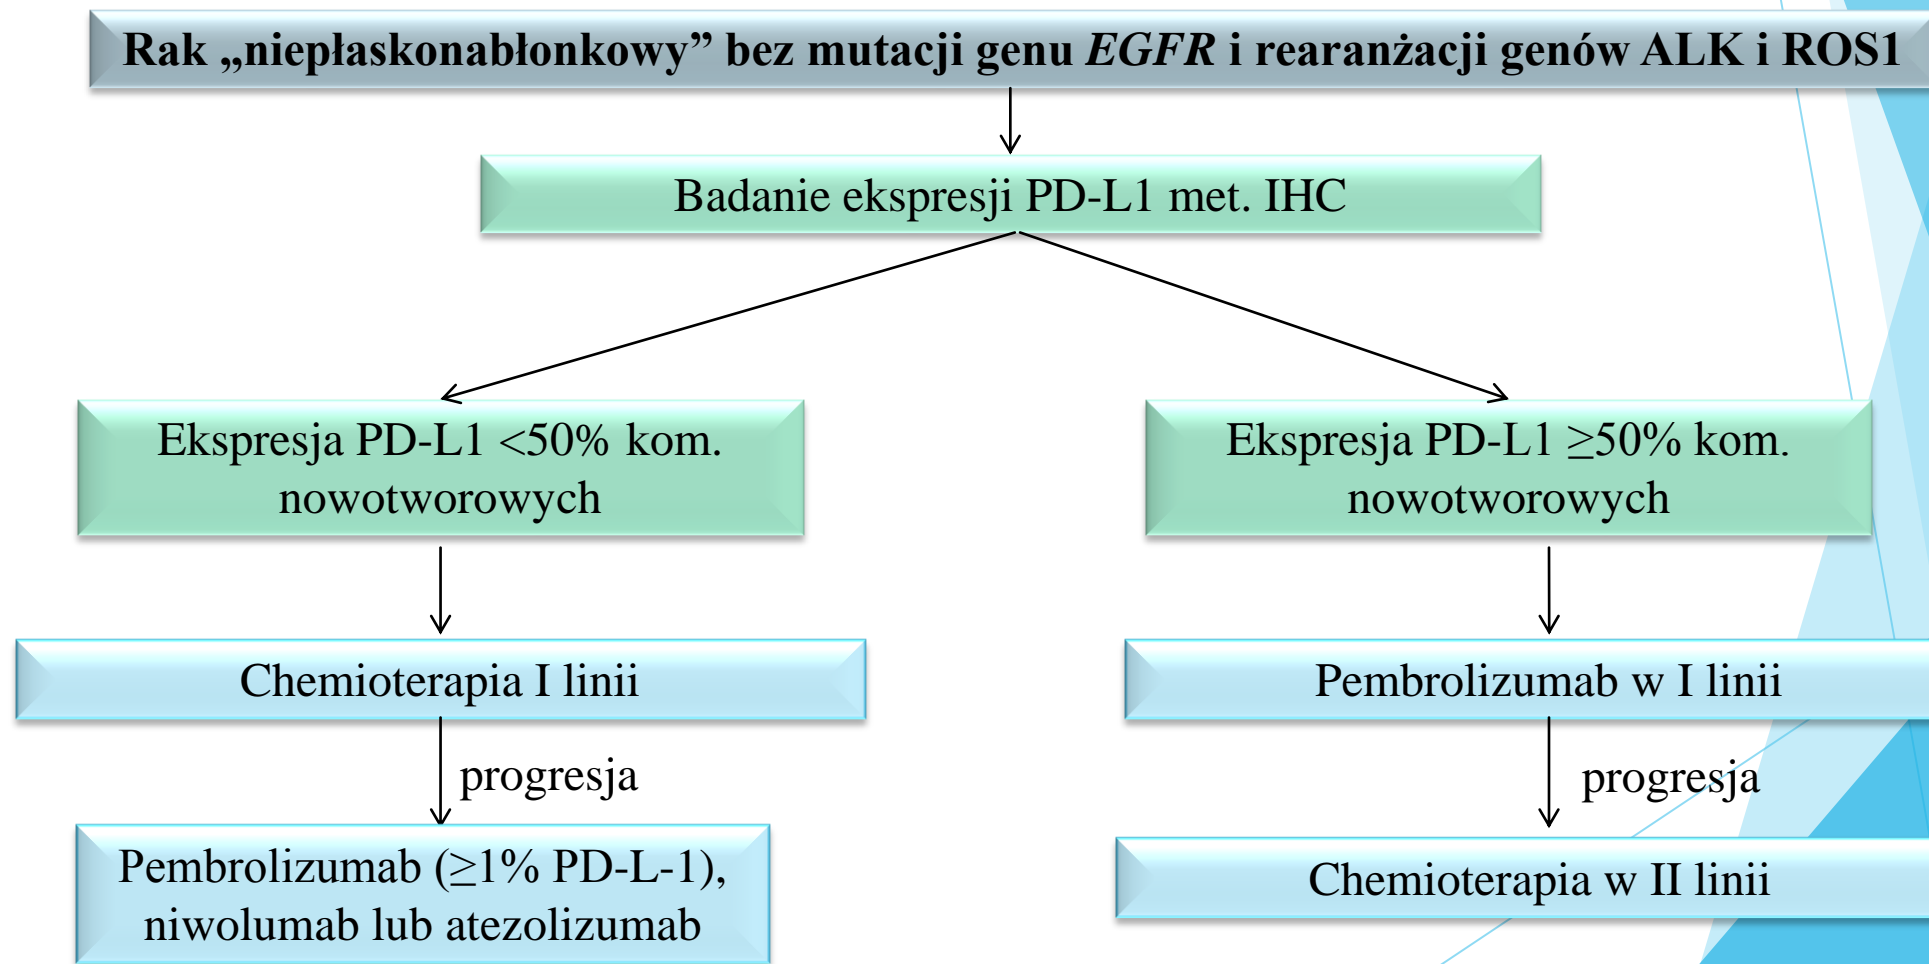 Rak „niepłaskonabłonkowy” bez mutacji genu EGFR i rearanżacji genów ALK i ROS1
Badanie ekspresji PD-L1 met. IHC
Ekspresja PD-L1 <50% kom.
nowotworowych
Ekspresja PD-L1 ≥50% kom.
nowotworowych
Chemioterapia I linii
Pembrolizumab w I linii
progresja
progresja
Pembrolizumab (≥1% PD-L-1),
niwolumab lub atezolizumab
Chemioterapia w II linii